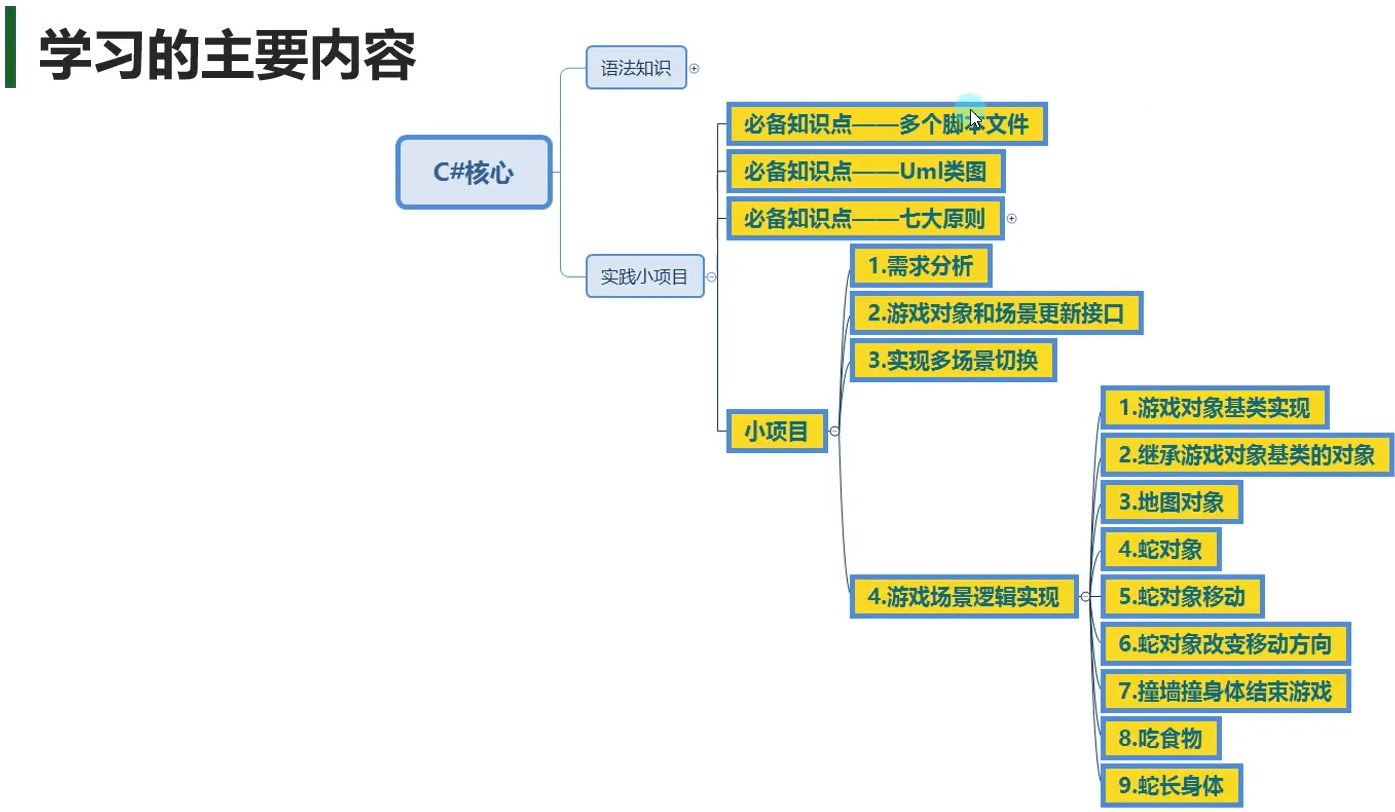 学习的主要内容
语法知识
C#核心
实践小项目
必备知识点——多个脚本文件
必备知识点——Uml类图
必备知识点——七大原则
小项目
1.需求分析
2.游戏对象和场景更新接口
3.实现多场景切换
4.游戏场景逻辑实现
1.游戏对象基类实现
2.继承游戏对象基类的对象
3.地图对象
4.蛇对象
5.蛇对象移动
6.蛇对象改变移动方向
7.撞墙撞身体结束游戏
8.吃食物
9.蛇长身体